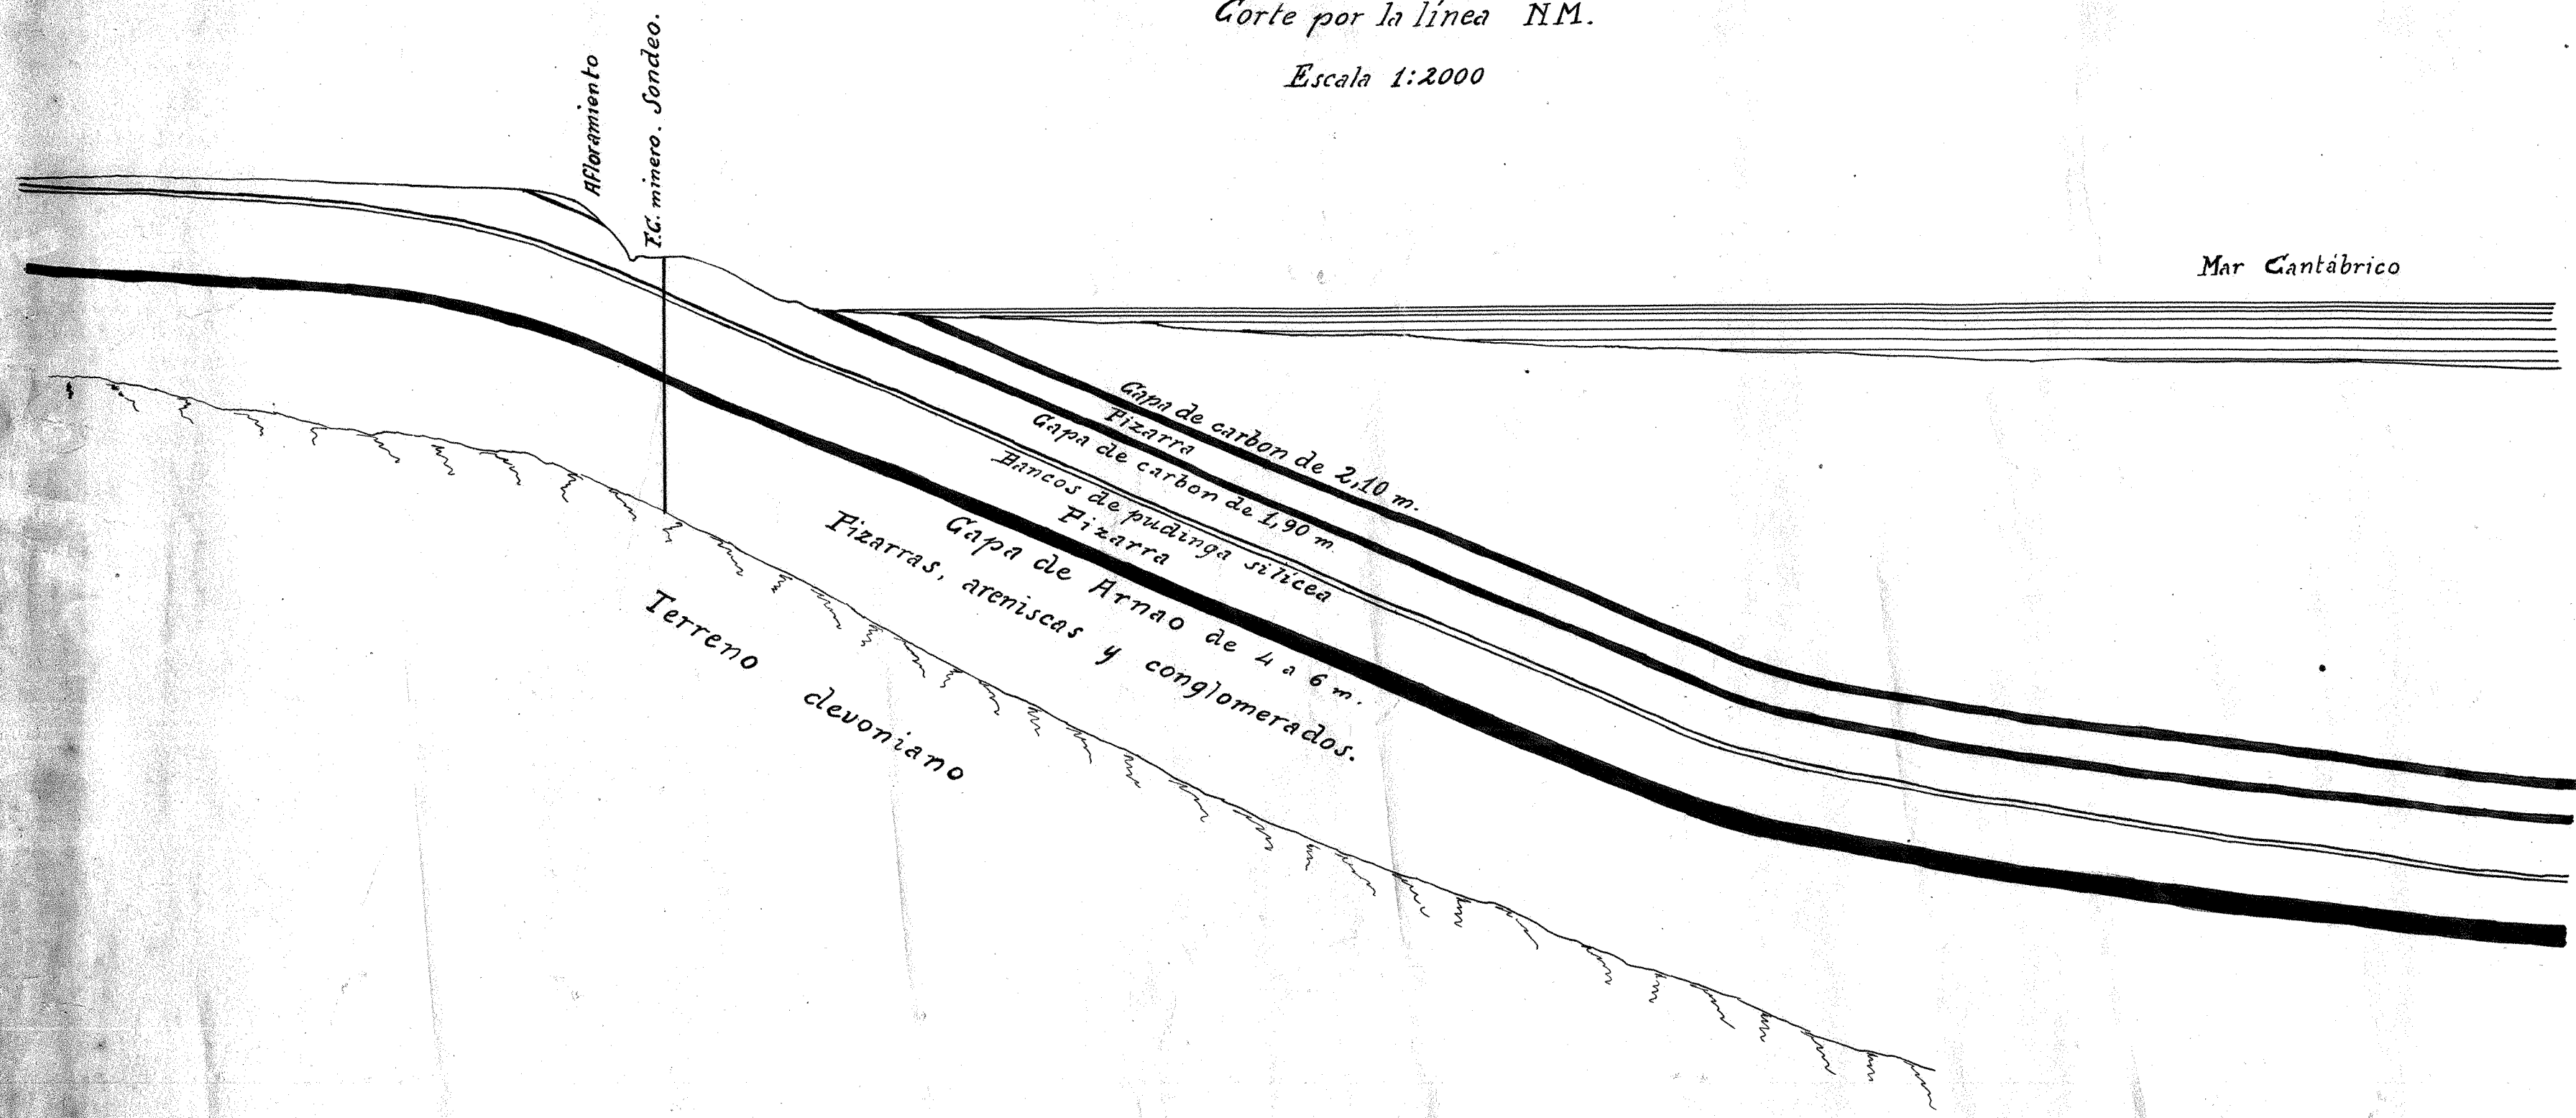 Corte por la línea NM.
Escala 1:2000
Afloramiento
F.C. minero. Sondeo.
Mar Cantábrico
Capa de carbon de 2,10 m.
Pizarra
Capa de carbon de 1,90 m.
Bancos de pudinga silícea
Pizarra
Capa de Arnao de 4 a 6 m.
Pizarras, areniscas y conglomerados.
Terreno devoniano